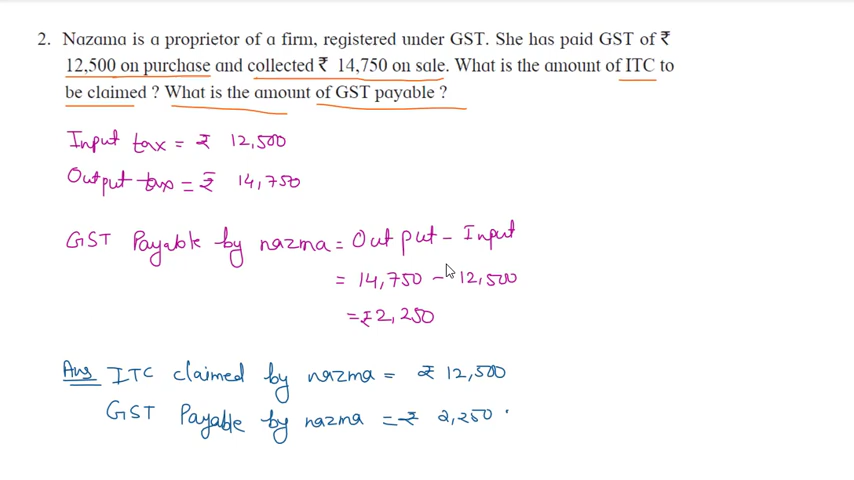 2. Nazama is a proprietor of a firm, registered under GST. She has paid GST of ₹
12,500 on purchase and collected ₹ 14,750 on sale. What is the amount of ITC to
be claimed ? What is the amount of GST payable ?
Input tax = ₹ 12,500
Output tax = ₹ 14,750
GST Payable by nazma = Output - Input
= 14,750 - 12,500
= ₹ 2,250
Ans ITC claimed by nazma = ₹ 12,500
GST Payable by nazma = ₹ 2,250.